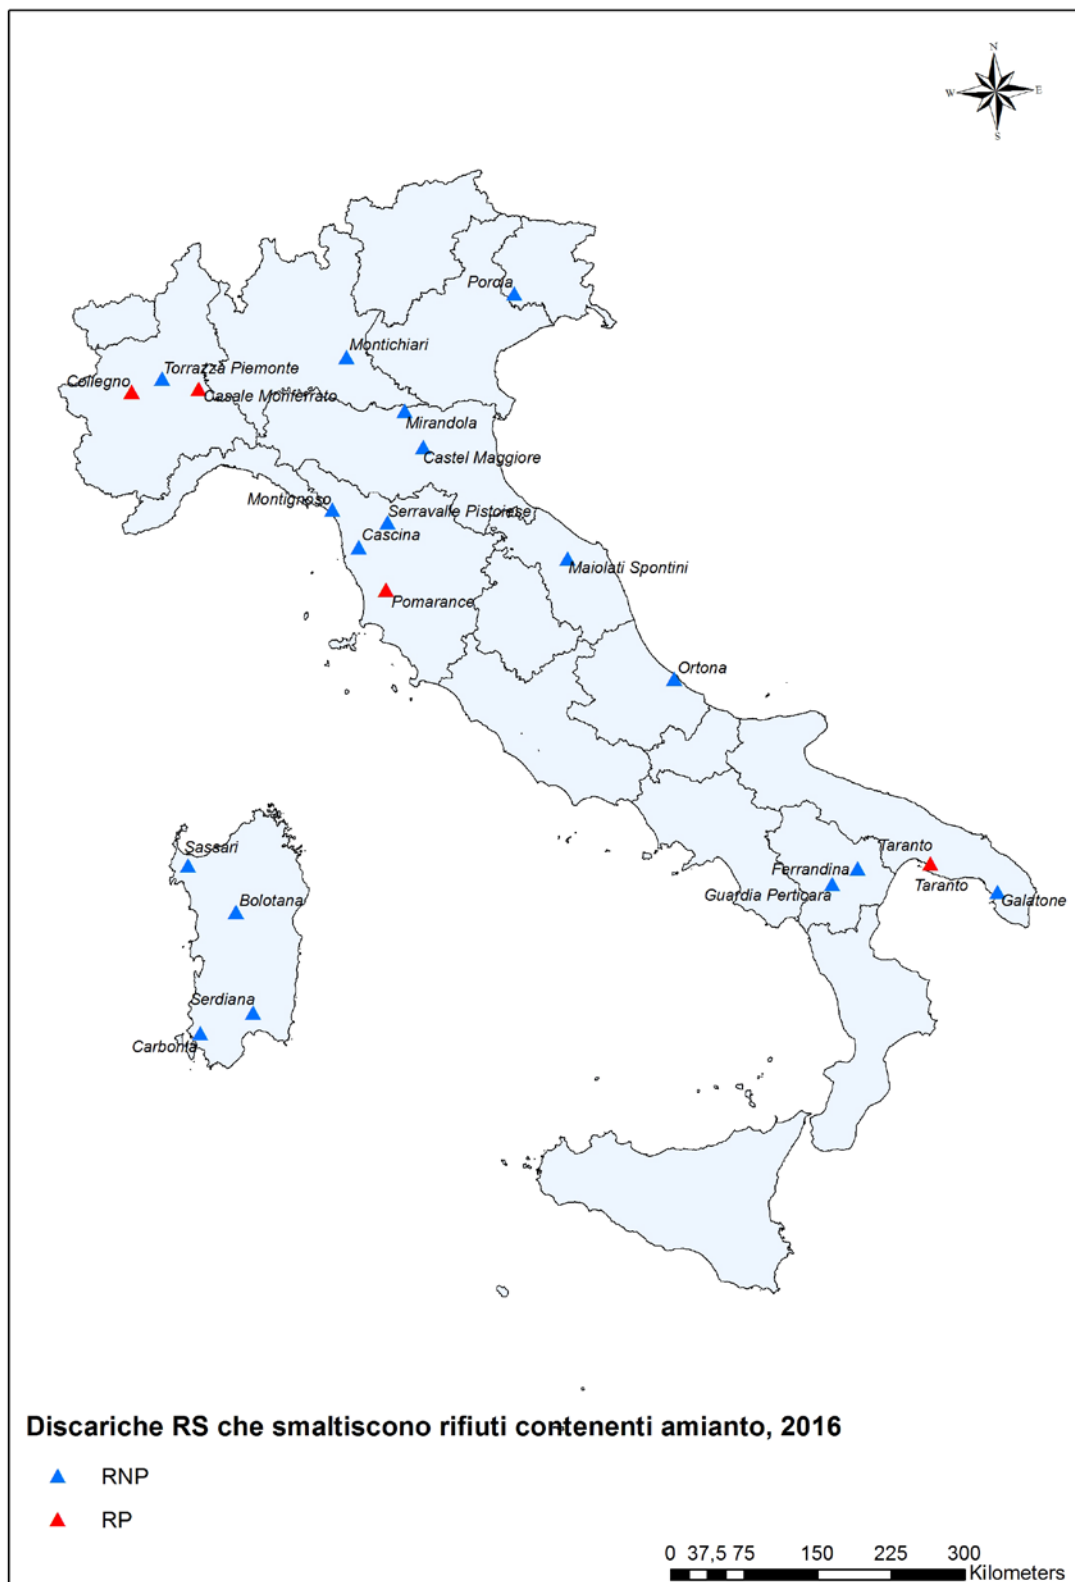 N
W E
S
Porcia
Montichiari
Torrazza Piemonte
Collegno
Casale Monferrato
Mirandola
Castel Maggiore
Montignoso
Serravalle Pistoiese
Cascina
Maiolati Spontini
Pomarance
Ortona
Sassari
Taranto
Ferrandina
Taranto
Guardia Perticara
Galatone
Bolotana
Serdiana
Carbonia
Discariche RS che smaltiscono rifiuti contenenti amianto, 2016
RNP
RP
0 37,5 75 150 225 300
Kilometers